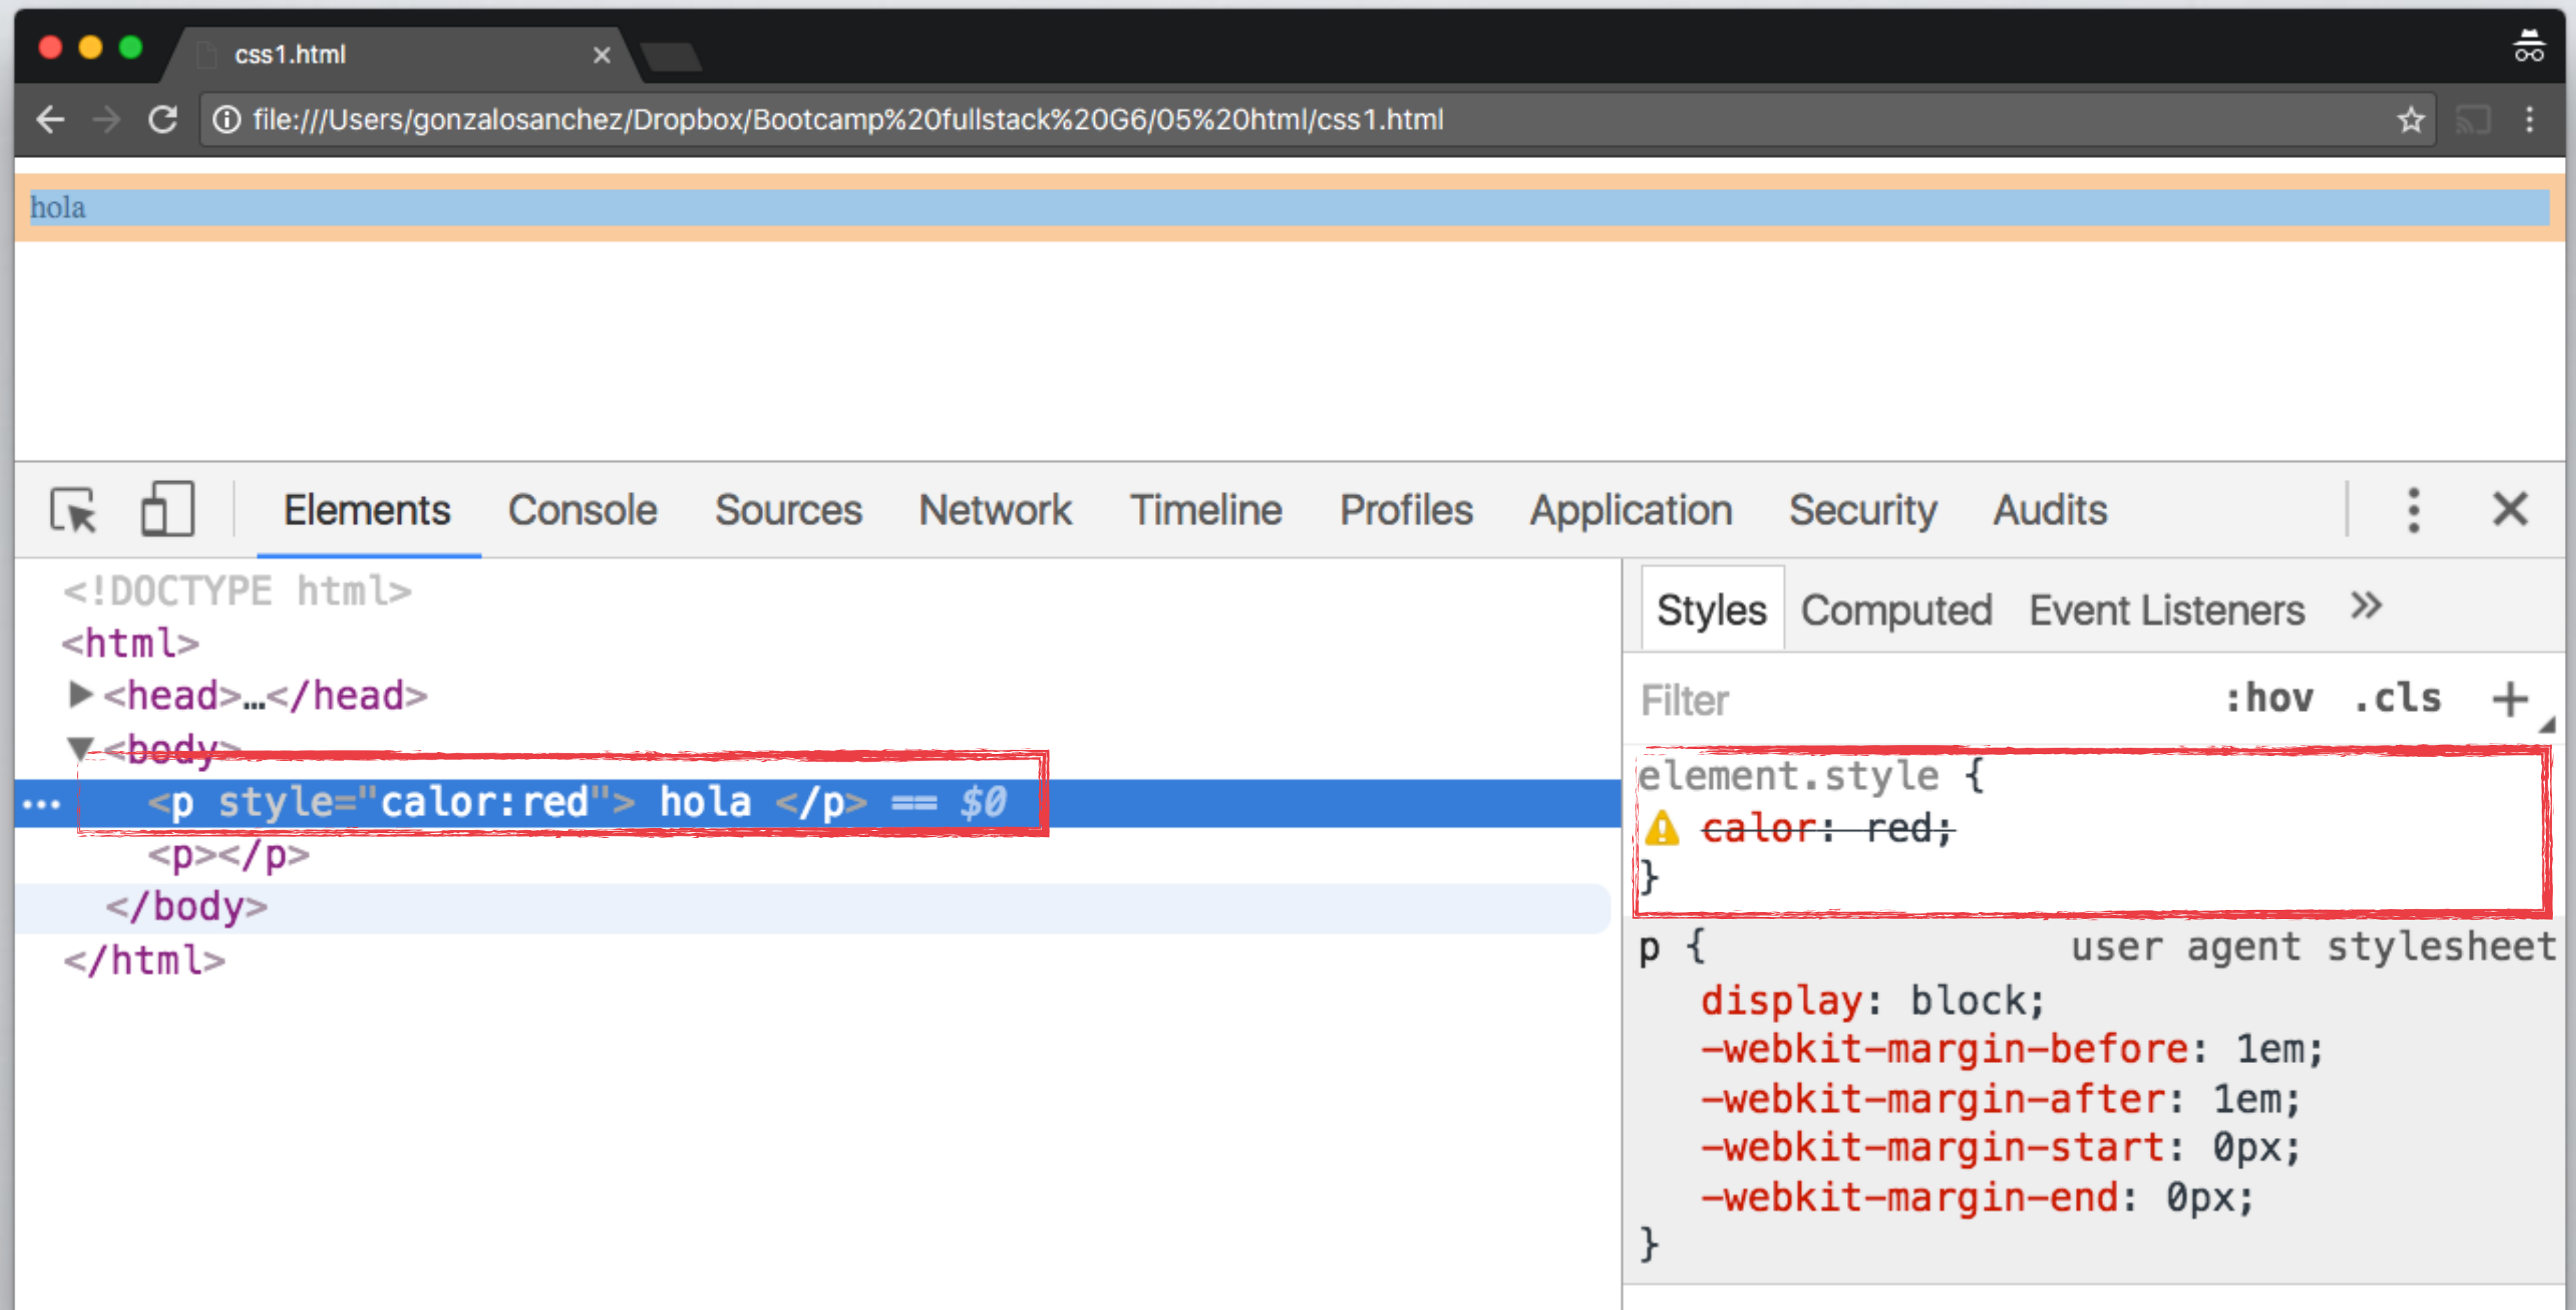 css1.html
file:///Users/gonzalosanchez/Dropbox/Bootcamp%20fullstack%20G6/05%20html/css1.html
hola
Elements Console Sources Network Timeline Profiles Application Security Audits
<!DOCTYPE html>
<html>
<head>…</head>
<body>
<p style="calor:red"> hola </p> == $0
<p></p>
</body>
</html>
Styles Computed Event Listeners »
Filter :hov .cls +
element.style {
calor: red;
}
p { user agent stylesheet
display: block;
-webkit-margin-before: 1em;
-webkit-margin-after: 1em;
-webkit-margin-start: 0px;
-webkit-margin-end: 0px;
}